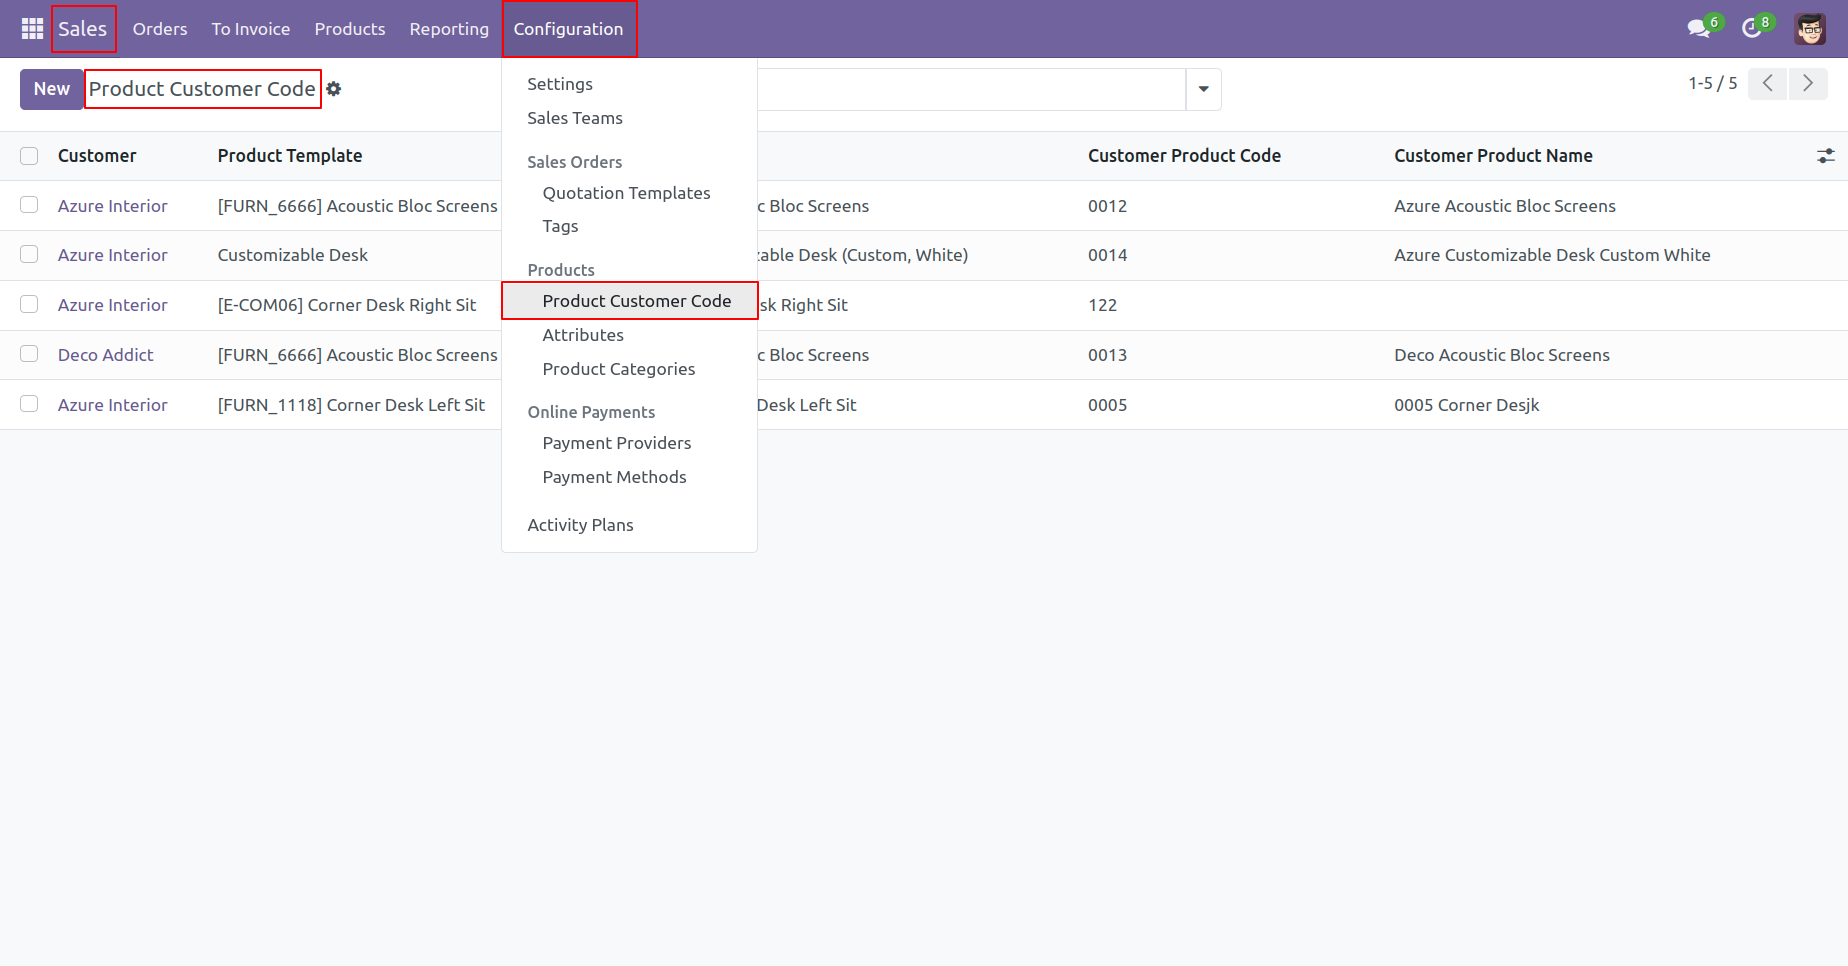 Sales Orders To Invoice Products Reporting Configuration 6 8
New Product Customer Code 1-5 / 5
Settings
Sales Teams
Sales Orders
Quotation Templates
Tags
Products
Product Customer Code
Attributes
Product Categories
Online Payments
Payment Providers
Payment Methods
Activity Plans
Customer Product Template Customer Product Code Customer Product Name
Azure Interior [FURN_6666] Acoustic Bloc Screens c Bloc Screens 0012 Azure Acoustic Bloc Screens
Azure Interior Customizable Desk zable Desk (Custom, White) 0014 Azure Customizable Desk Custom White
Azure Interior [E-COM06] Corner Desk Right Sit sk Right Sit 122
Deco Addict [FURN_6666] Acoustic Bloc Screens c Bloc Screens 0013 Deco Acoustic Bloc Screens
Azure Interior [FURN_1118] Corner Desk Left Sit Desk Left Sit 0005 0005 Corner Desjk